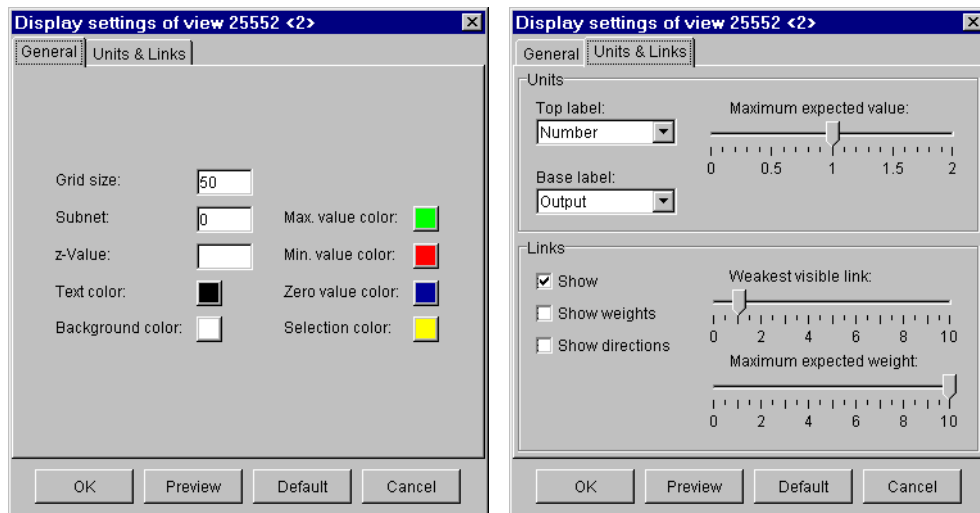 Display settings of view 25552 <2>
General Units & Links
Grid size: 50
Subnet: 0 Max. value color:
z-Value: Min. value color:
Text color: Zero value color:
Background color: Selection color:
OK Preview Default Cancel
Display settings of view 25552 <2>
General Units & Links
Units
Top label: Maximum expected value:
Number
0 0.5 1 1.5 2
Base label:
Output
Links
Show Weakest visible link:
Show weights
0 2 4 6 8 10
Show directions
Maximum expected weight:
0 2 4 6 8 10
OK Preview Default Cancel